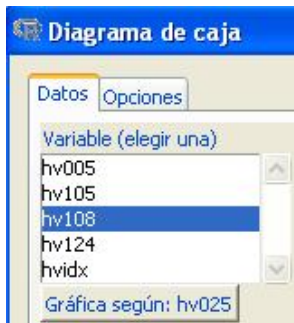 Diagrama de caja
Datos Opciones
Variable (elegir una)
hv005
hv105
hv108
hv124
hvidx
Gráfica según: hv025